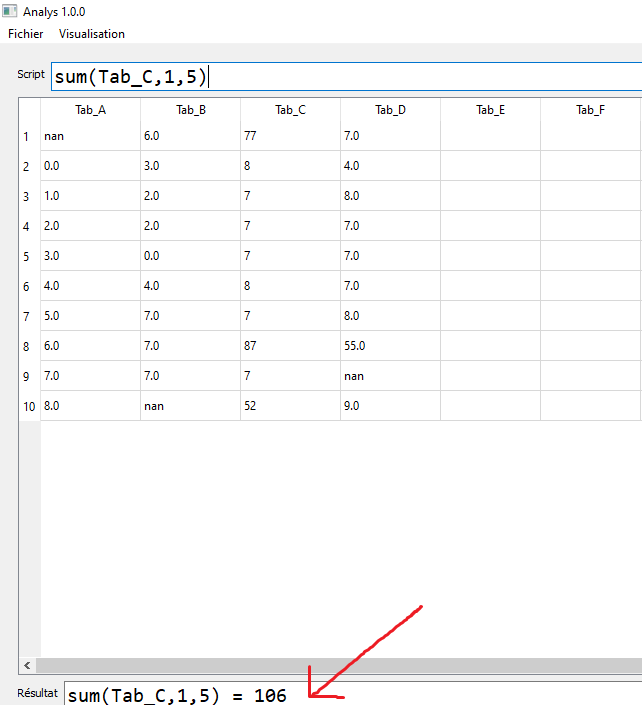 Analys 1.0.0
Fichier Visualisation
Script sum(Tab_C,1,5)
Tab_A Tab_B Tab_C Tab_D Tab_E Tab_F
1 nan 6.0 77 7.0
2 0.0 3.0 8 4.0
3 1.0 2.0 7 8.0
4 2.0 2.0 7 7.0
5 3.0 0.0 7 7.0
6 4.0 4.0 8 7.0
7 5.0 7.0 7 8.0
8 6.0 7.0 87 55.0
9 7.0 7.0 7 nan
10 8.0 nan 52 9.0
Résultat sum(Tab_C,1,5) = 106